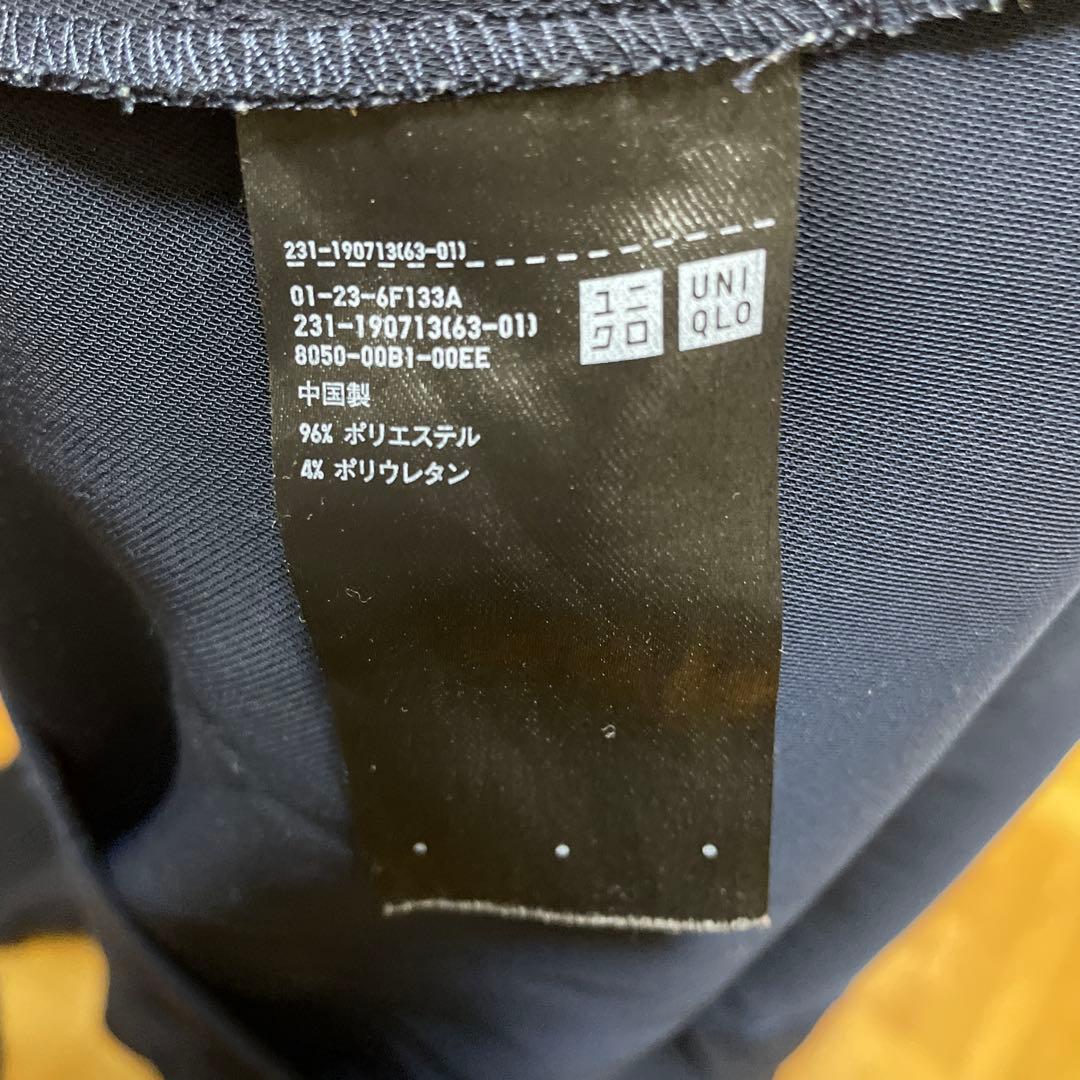 231-190713(63-01)
01-23-6F133A
231-190713(63-01)
8050-00B1-00EE
中国製
96% ポリエステル
4% ポリウレタン
ユニ
クロ
UNI
QLO